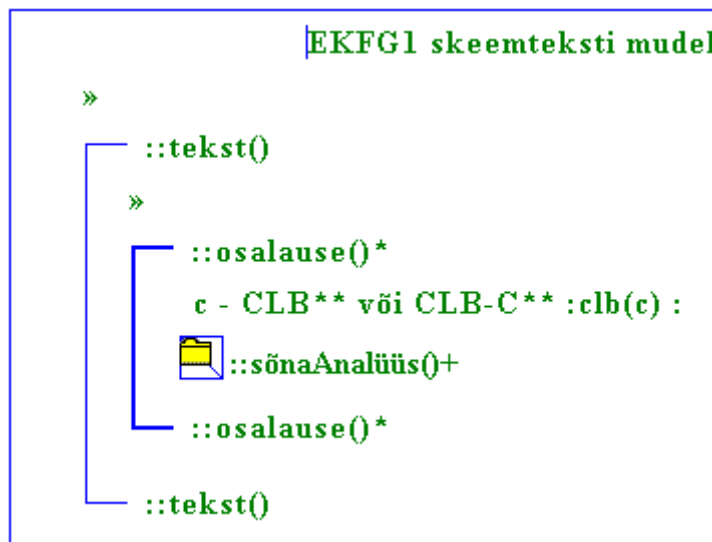 EKFG1 skeemteksti mudel
»
::tekst()
»
::osalause()*
c - CLB** või CLB-C** :clb(c) :
::sõnaAnalüüs()+
::osalause()*
::tekst()